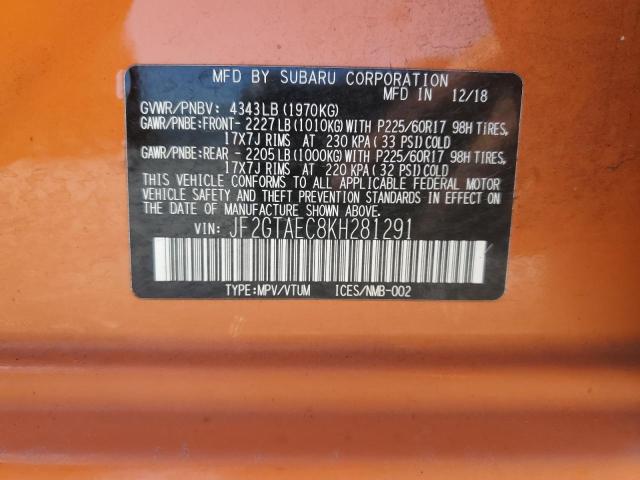 MFD BY SUBARU CORPORATION
GVWR/PNBV: 4343LB(1970KG) 12/18
GAWR/PNBE:FRONT- 2227LB(1010KG)WITH P225/60R17 98H TIRES,
17X7J RIMS AT 230 KPA(33 PSI)COLD
GAWR/PNBE:REAR - 2205LB(1000KG)WITH P225/60R17 98H TIRES,
17X7J RIMS AT 220 KPA(32 PSI)COLD
THIS VEHICLE CONFORMS TO ALL APPLICABLE FEDERAL MOTOR
VEHICLE SAFETY AND THEFT PREVENTION STANDARDS IN EFFECT
ON THE DATE OF MANUFACTURE SHOWN ABOVE.
VIN: JF2GTAEC8KH281291
TYPE:MPV/VTUM ICES/NMB-002